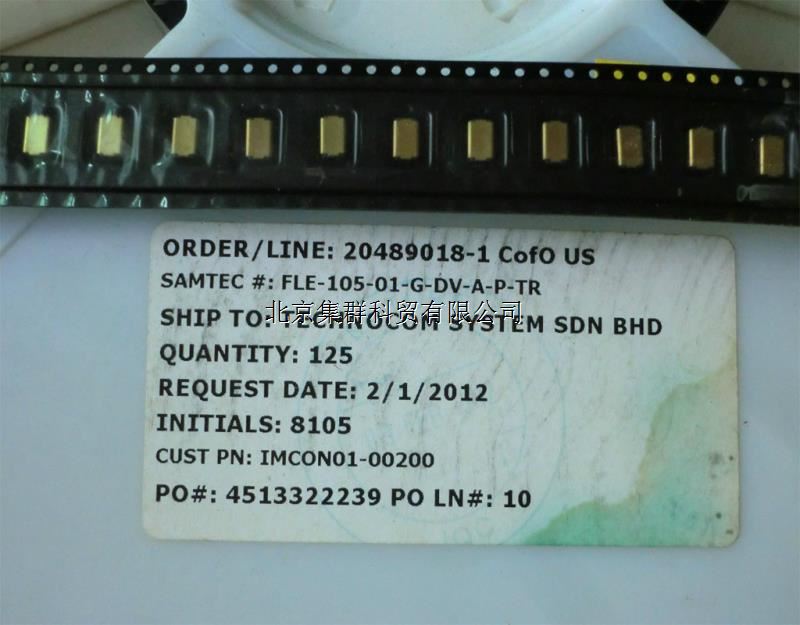 ORDER/LINE: 20489018-1 CofO US
SAMTEC #: FLE-105-01-G-DV-A-P-TR
北京集群科贸有限公司
SHIP TO: TECHNOCOM SYSTEM SDN BHD
QUANTITY: 125
REQUEST DATE: 2/1/2012
INITIALS: 8105
CUST PN: IMCON01-00200
PO#: 4513322239 PO LN#: 10